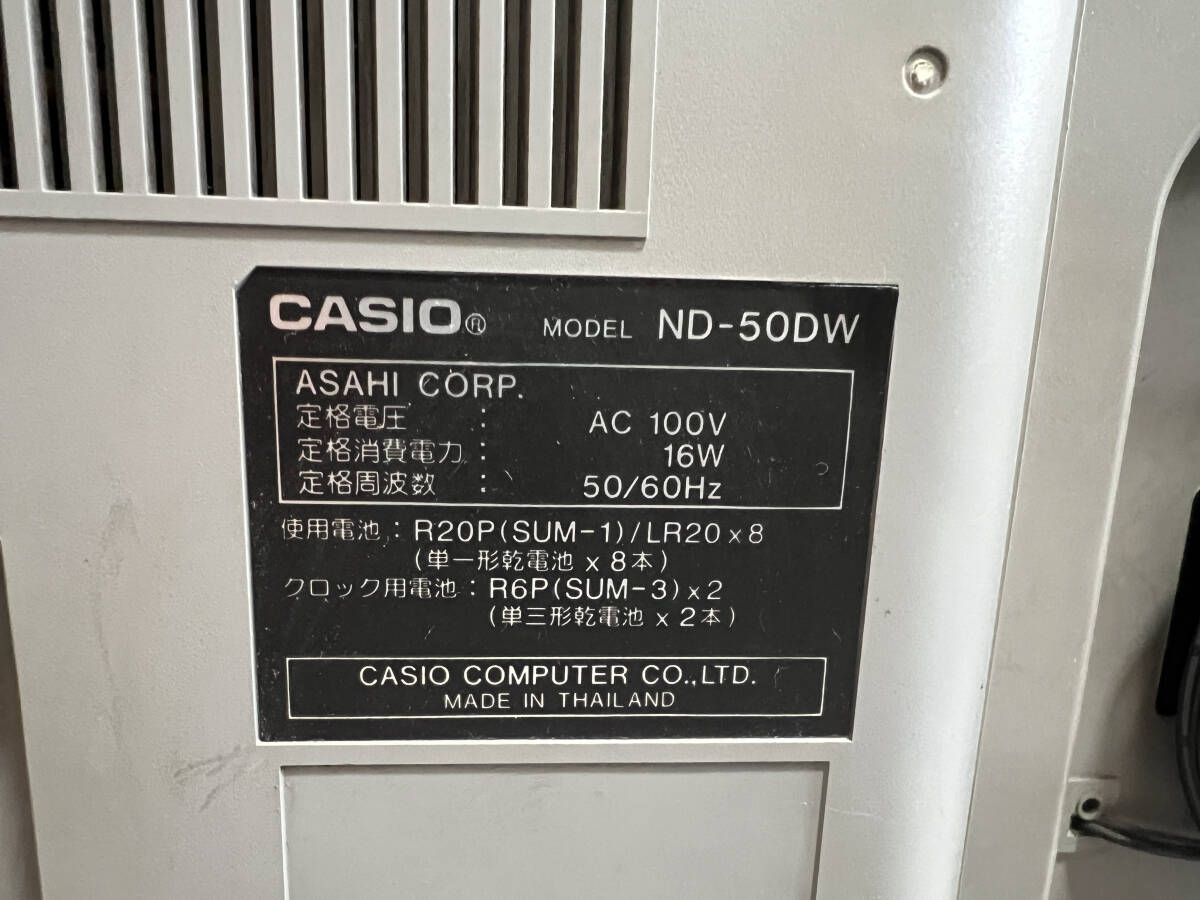 CASIO® MODEL ND-50DW
ASAHI CORP.
定格電圧 : AC 100V
定格消費電力 : 16W
定格周波数 : 50/60Hz
使用電池 : R20P(SUM-1)/LR20 x 8
(単一形乾電池 x 8本)
クロック用電池 : R6P(SUM-3) x 2
(単三形乾電池 x 2本)
CASIO COMPUTER CO.,LTD.
MADE IN THAILAND